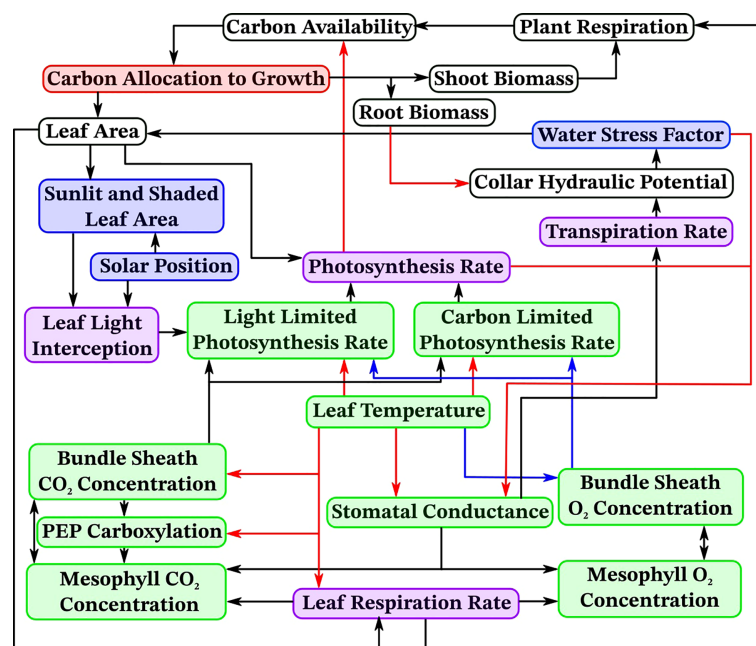 Carbon Availability
Plant Respiration
Carbon Allocation to Growth
Shoot Biomass
Root Biomass
Leaf Area
Water Stress Factor
Collar Hydraulic Potential
Sunlit and Shaded
Leaf Area
Transpiration Rate
Solar Position
Photosynthesis Rate
Leaf Light
Interception
Light Limited
Photosynthesis Rate
Carbon Limited
Photosynthesis Rate
Leaf Temperature
Bundle Sheath
CO₂ Concentration
Bundle Sheath
O₂ Concentration
Stomatal Conductance
PEP Carboxylation
Mesophyll CO₂
Concentration
Mesophyll O₂
Concentration
Leaf Respiration Rate